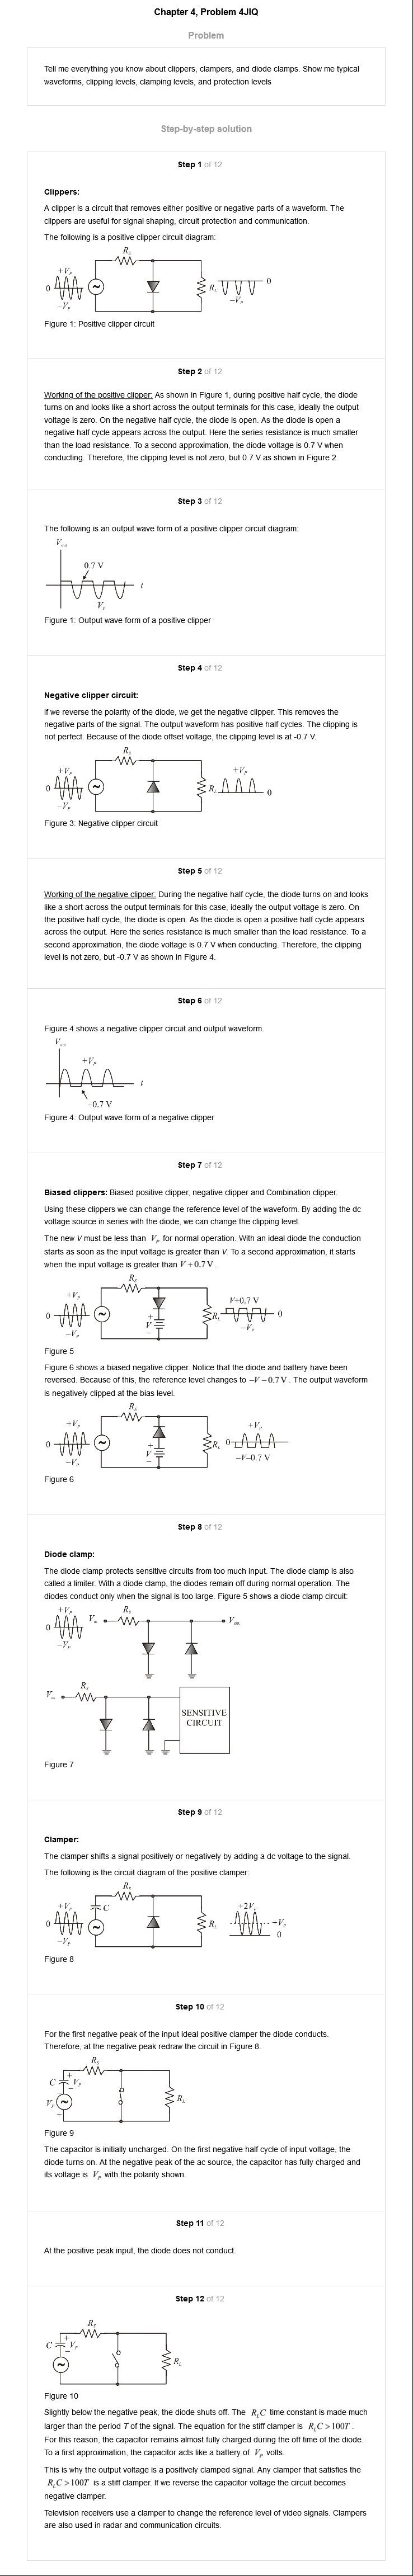 Chapter 4, Problem 4JIQ
Problem
Tell me everything you know about clippers, clampers, and diode clamps. Show me typical
waveforms, clipping levels, clamping levels, and protection levels
Step-by-step solution
Step 1 of 12
Clippers:
A clipper is a circuit that removes either positive or negative parts of a waveform. The
clippers are useful for signal shaping, circuit protection and communication.
The following is a positive clipper circuit diagram:
R_S
+V_P
0
−V_P
R_L
0
−V_P
Figure 1: Positive clipper circuit
Step 2 of 12
Working of the positive clipper: As shown in Figure 1, during positive half cycle, the diode
turns on and looks like a short across the output terminals for this case, ideally the output
voltage is zero. On the negative half cycle, the diode is open. As the diode is open a
negative half cycle appears across the output. Here the series resistance is much smaller
than the load resistance. To a second approximation, the diode voltage is 0.7 V when
conducting. Therefore, the clipping level is not zero, but 0.7 V as shown in Figure 2.
Step 3 of 12
The following is an output wave form of a positive clipper circuit diagram:
V_out
0.7 V
t
V_P
Figure 1: Output wave form of a positive clipper
Step 4 of 12
Negative clipper circuit:
If we reverse the polarity of the diode, we get the negative clipper. This removes the
negative parts of the signal. The output waveform has positive half cycles. The clipping is
not perfect. Because of the diode offset voltage, the clipping level is at -0.7 V.
R_S
+V_P
0
−V_P
R_L
+V_P
0
Figure 3: Negative clipper circuit
Step 5 of 12
Working of the negative clipper: During the negative half cycle, the diode turns on and looks
like a short across the output terminals for this case, ideally the output voltage is zero. On
the positive half cycle, the diode is open. As the diode is open a positive half cycle appears
across the output. Here the series resistance is much smaller than the load resistance. To a
second approximation, the diode voltage is 0.7 V when conducting. Therefore, the clipping
level is not zero, but -0.7 V as shown in Figure 4.
Step 6 of 12
Figure 4 shows a negative clipper circuit and output waveform.
V_out
+V_P
t
−0.7 V
Figure 4: Output wave form of a negative clipper
Step 7 of 12
Biased clippers: Biased positive clipper, negative clipper and Combination clipper.
Using these clippers we can change the reference level of the waveform. By adding the dc
voltage source in series with the diode, we can change the clipping level.
The new V must be less than V_P for normal operation. With an ideal diode the conduction
starts as soon as the input voltage is greater than V. To a second approximation, it starts
when the input voltage is greater than V + 0.7 V.
R_S
+V_P
0
−V_P
+
V
−
R_L
V+0.7 V
0
−V_P
Figure 5
Figure 6 shows a biased negative clipper. Notice that the diode and battery have been
reversed. Because of this, the reference level changes to −V − 0.7 V. The output waveform
is negatively clipped at the bias level.
R_S
+V_P
0
−V_P
+
V
−
R_L
+V_P
0
−V−0.7 V
Figure 6
Step 8 of 12
Diode clamp:
The diode clamp protects sensitive circuits from too much input. The diode clamp is also
called a limiter. With a diode clamp, the diodes remain off during normal operation. The
diodes conduct only when the signal is too large. Figure 5 shows a diode clamp circuit:
+V_P
0
−V_P
V_in
R_S
V_out
V_in
R_S
SENSITIVE
CIRCUIT
Figure 7
Step 9 of 12
Clamper:
The clamper shifts a signal positively or negatively by adding a dc voltage to the signal.
The following is the circuit diagram of the positive clamper:
R_S
+V_P
0
−V_P
C
R_L
+2V_P
+V_P
0
Figure 8
Step 10 of 12
For the first negative peak of the input ideal positive clamper the diode conducts.
Therefore, at the negative peak redraw the circuit in Figure 8.
R_S
C
+
V_P
−
V_P
−
+
R_L
Figure 9
The capacitor is initially uncharged. On the first negative half cycle of input voltage, the
diode turns on. At the negative peak of the ac source, the capacitor has fully charged and
its voltage is V_P with the polarity shown.
Step 11 of 12
At the positive peak input, the diode does not conduct.
Step 12 of 12
R_S
C
+
V_P
−
R_L
Figure 10
Slightly below the negative peak, the diode shuts off. The R_LC time constant is made much
larger than the period T of the signal. The equation for the stiff clamper is R_LC > 100T.
For this reason, the capacitor remains almost fully charged during the off time of the diode.
To a first approximation, the capacitor acts like a battery of V_P volts.
This is why the output voltage is a positively clamped signal. Any clamper that satisfies the
R_LC > 100T is a stiff clamper. If we reverse the capacitor voltage the circuit becomes
negative clamper.
Television receivers use a clamper to change the reference level of video signals. Clampers
are also used in radar and communication circuits.